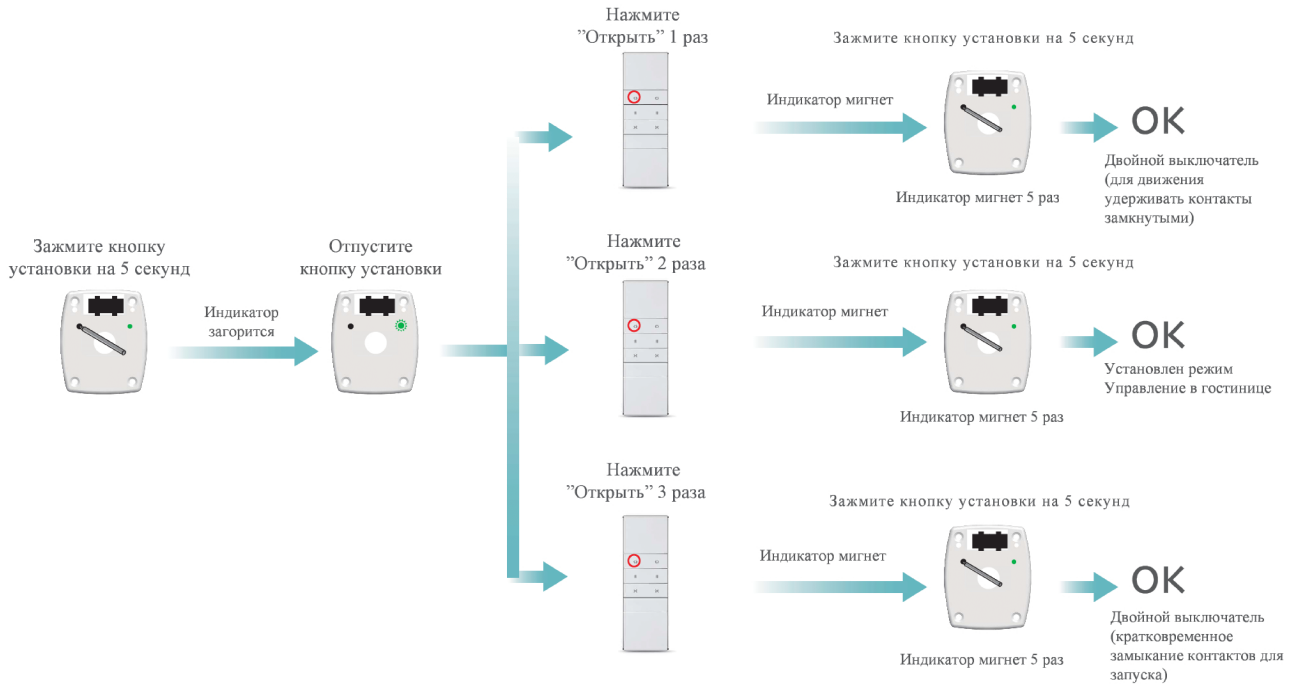 Зажмите кнопку
установки на 5 секунд
Индикатор
загорится
Отпустите
кнопку установки
Нажмите
”Открыть” 1 раз
Индикатор мигнет
Зажмите кнопку установки на 5 секунд
Индикатор мигнет 5 раз
OK
Двойной выключатель
(для движения
удерживать контакты
замкнутыми)
Нажмите
”Открыть” 2 раза
Индикатор мигнет
Зажмите кнопку установки на 5 секунд
Индикатор мигнет 5 раз
OK
Установлен режим
Управление в гостинице
Нажмите
”Открыть” 3 раза
Индикатор мигнет
Зажмите кнопку установки на 5 секунд
Индикатор мигнет 5 раз
OK
Двойной выключатель
(кратковременное
замыкание контактов для
запуска)